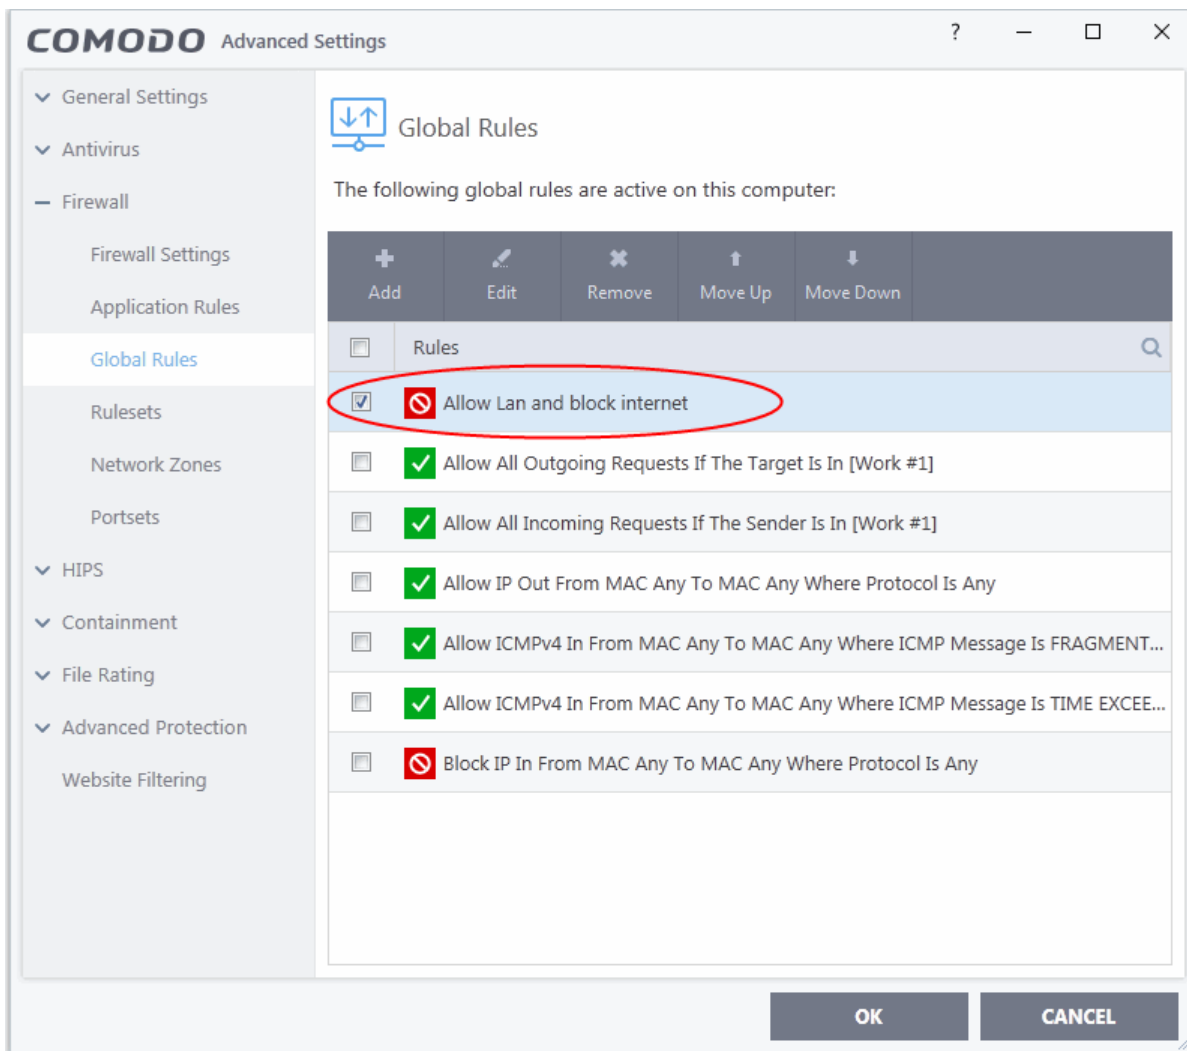 COMODO Advanced Settings ?
General Settings
Antivirus
Firewall
Firewall Settings
Application Rules
Global Rules
Rulesets
Network Zones
Portsets
HIPS
Containment
File Rating
Advanced Protection
Website Filtering
Global Rules
The following global rules are active on this computer:
Add Edit Remove Move Up Move Down
Rules
Allow Lan and block internet
Allow All Outgoing Requests If The Target Is In [Work #1]
Allow All Incoming Requests If The Sender Is In [Work #1]
Allow IP Out From MAC Any To MAC Any Where Protocol Is Any
Allow ICMPv4 In From MAC Any To MAC Any Where ICMP Message Is FRAGMENT...
Allow ICMPv4 In From MAC Any To MAC Any Where ICMP Message Is TIME EXCEE...
Block IP In From MAC Any To MAC Any Where Protocol Is Any
OK CANCEL